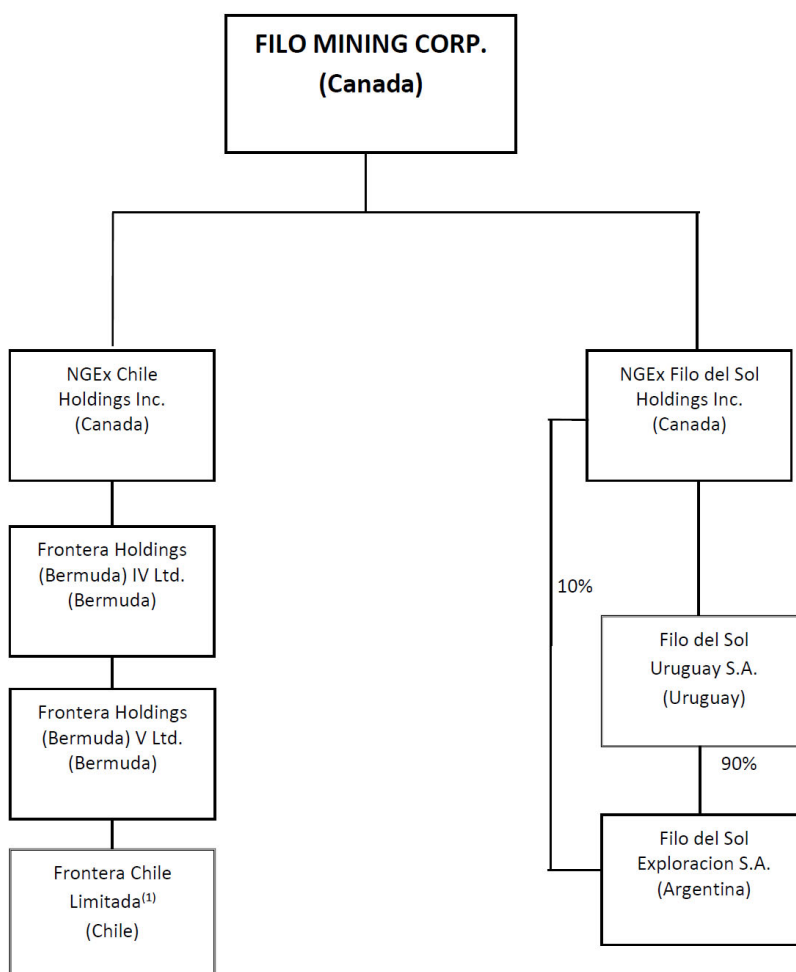 FILO MINING CORP.
(Canada)
NGEx Chile
Holdings Inc.
(Canada)
NGEx Filo del Sol
Holdings Inc.
(Canada)
Frontera Holdings
(Bermuda) IV Ltd.
(Bermuda)
10%
Filo del Sol
Uruguay S.A.
(Uruguay)
Frontera Holdings
(Bermuda) V Ltd.
(Bermuda)
90%
Filo del Sol
Exploracion S.A.
(Argentina)
Frontera Chile
Limitada⁽¹⁾
(Chile)